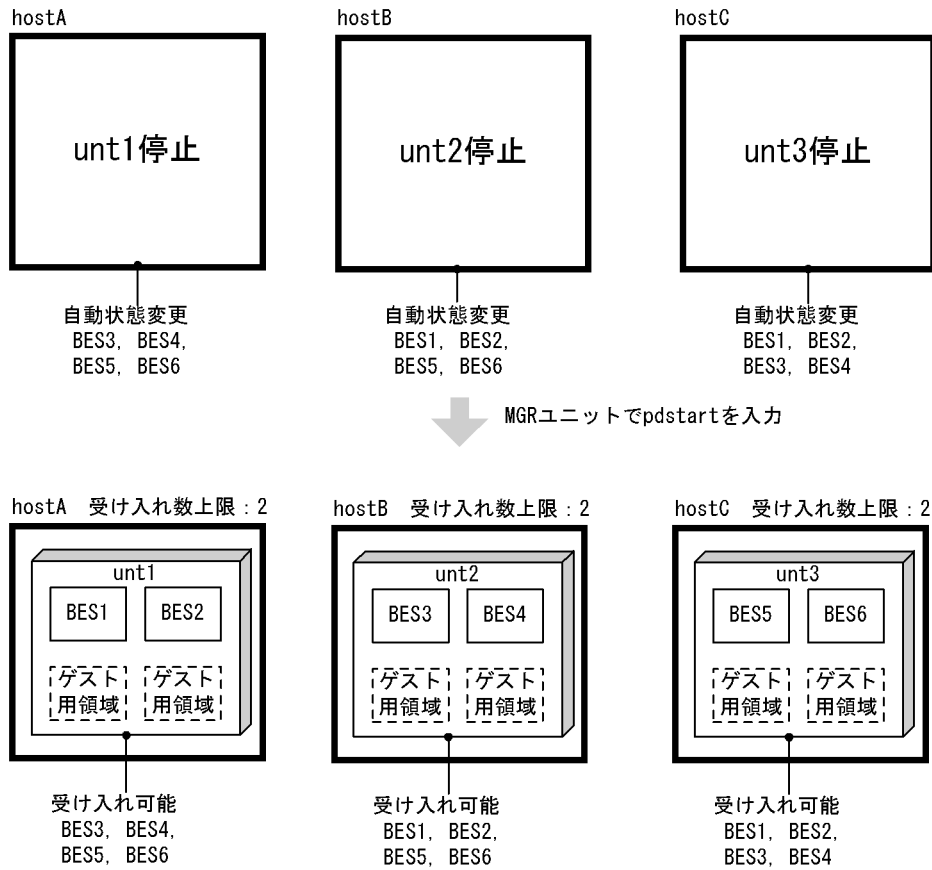 hostA
hostB
hostC
unt1停止
unt2停止
unt3停止
自動状態変更
BES3, BES4,
BES5, BES6
自動状態変更
BES1, BES2,
BES5, BES6
自動状態変更
BES1, BES2,
BES3, BES4
MGRユニットでpdstartを入力
hostA 受け入れ数上限:2
hostB 受け入れ数上限:2
hostC 受け入れ数上限:2
unt1
BES1
BES2
ゲスト
用領域
ゲスト
用領域
unt2
BES3
BES4
ゲスト
用領域
ゲスト
用領域
unt3
BES5
BES6
ゲスト
用領域
ゲスト
用領域
受け入れ可能
BES3, BES4,
BES5, BES6
受け入れ可能
BES1, BES2,
BES5, BES6
受け入れ可能
BES1, BES2,
BES3, BES4